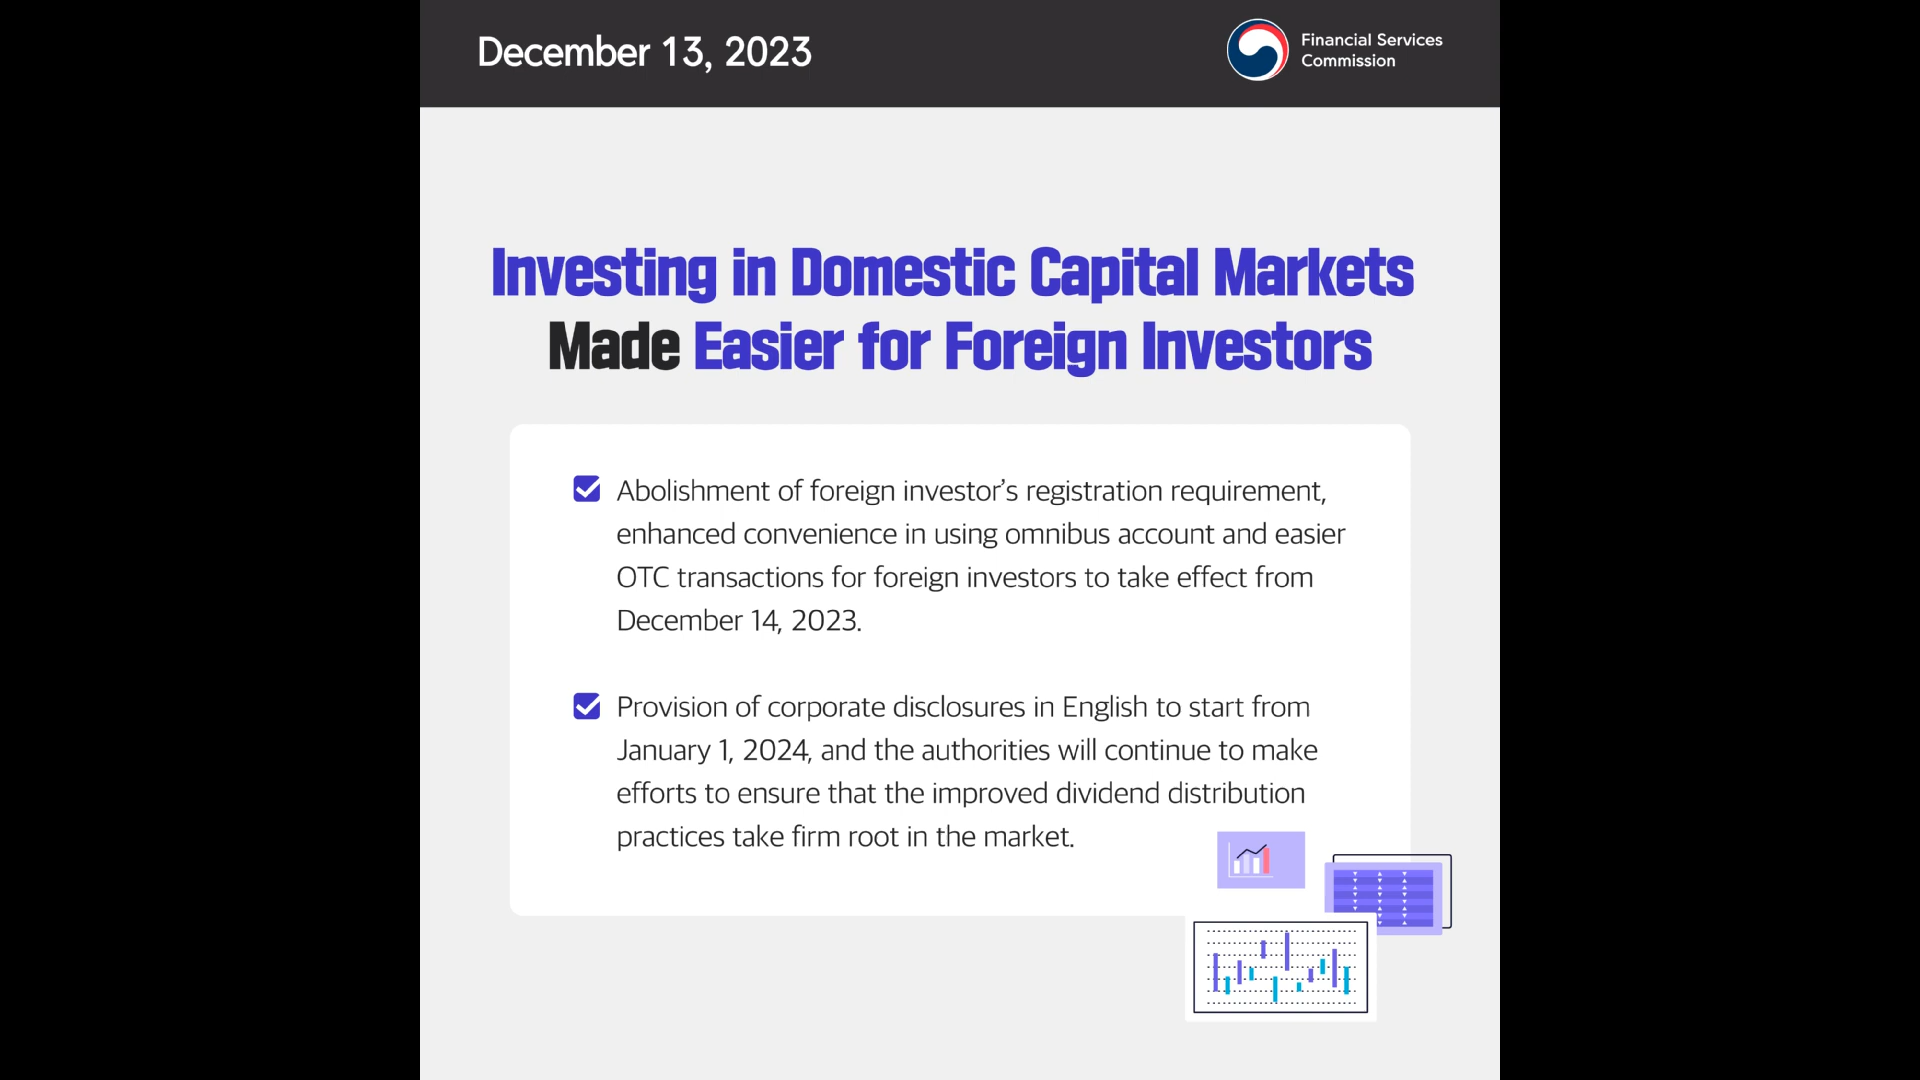 December 13, 2023
Financial Services
Commission
Investing in Domestic Capital Markets
Made Easier for Foreign Investors
Abolishment of foreign investor’s registration requirement,
enhanced convenience in using omnibus account and easier
OTC transactions for foreign investors to take effect from
December 14, 2023.
Provision of corporate disclosures in English to start from
January 1, 2024, and the authorities will continue to make
efforts to ensure that the improved dividend distribution
practices take firm root in the market.